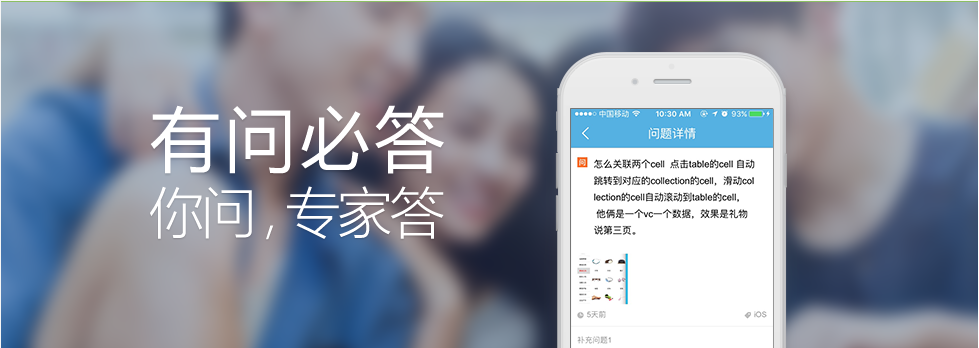 有问必答
你问，专家答
中国移动 10:30 AM 93%
问题详情
问 怎么关联两个cell 点击table的cell 自动
跳转到对应的collection的cell，滑动col
lection的cell自动滚动到table的cell，
他俩是一个vc一个数据，效果是礼物
说第三页。
5天前 iOS
补充问题1